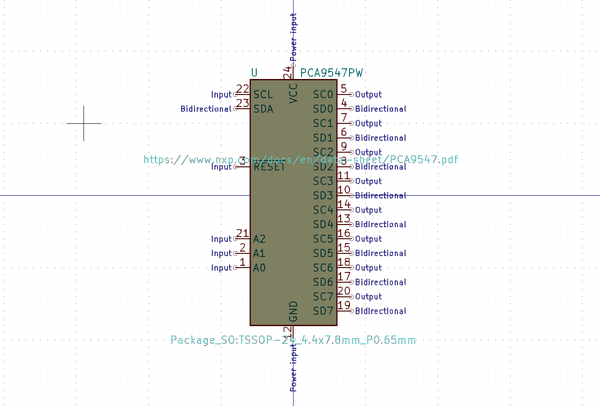 Power input
24
U PCA9547PW
VCC
Input 22 SCL SC0 5 Output
Bidirectional 23 SDA SD0 4 Bidirectional
SC1 7 Output
SD1 6 Bidirectional
SC2 9 Output
https://www.nxp.com/docs/en/data-sheet/PCA9547.pdf
Input 3 RESET SD2 8 Bidirectional
SC3 11 Output
SD3 10 Bidirectional
SC4 14 Output
SD4 13 Bidirectional
Input 21 A2 SC5 16 Output
Input 2 A1 SD5 15 Bidirectional
Input 1 A0 SC6 18 Output
SD6 17 Bidirectional
SC7 20 Output
SD7 19 Bidirectional
GND
12
Package_SO:TSSOP-24_4.4x7.8mm_P0.65mm
Power input